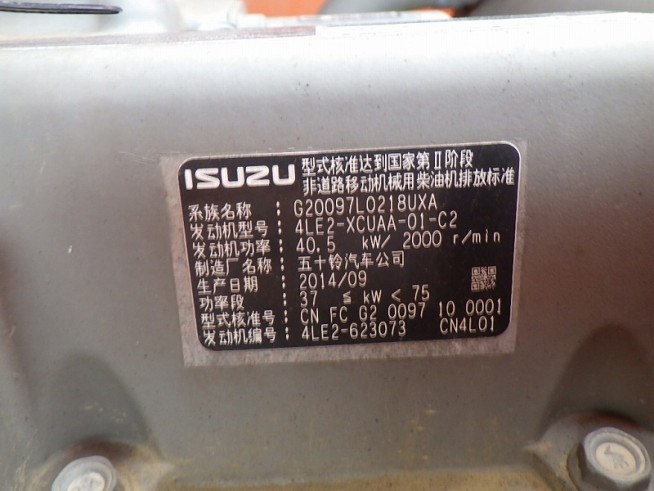 ISUZU 型式核准达到国家第Ⅱ阶段
非道路移动机械用柴油机排放标准
系族名称 : G20097L0218UXA
发动机型号 : 4LE2-XCUAA-01-C2
发动机功率 : 40.5 kW/ 2000 r/min
制造厂名称 : 五十铃汽车公司
生产日期 : 2014/09
功率段 : 37 ≦ kW < 75
型式核准号 : CN FC G2 0097 10 0001
发动机编号 : 4LE2-623073 CN4L01